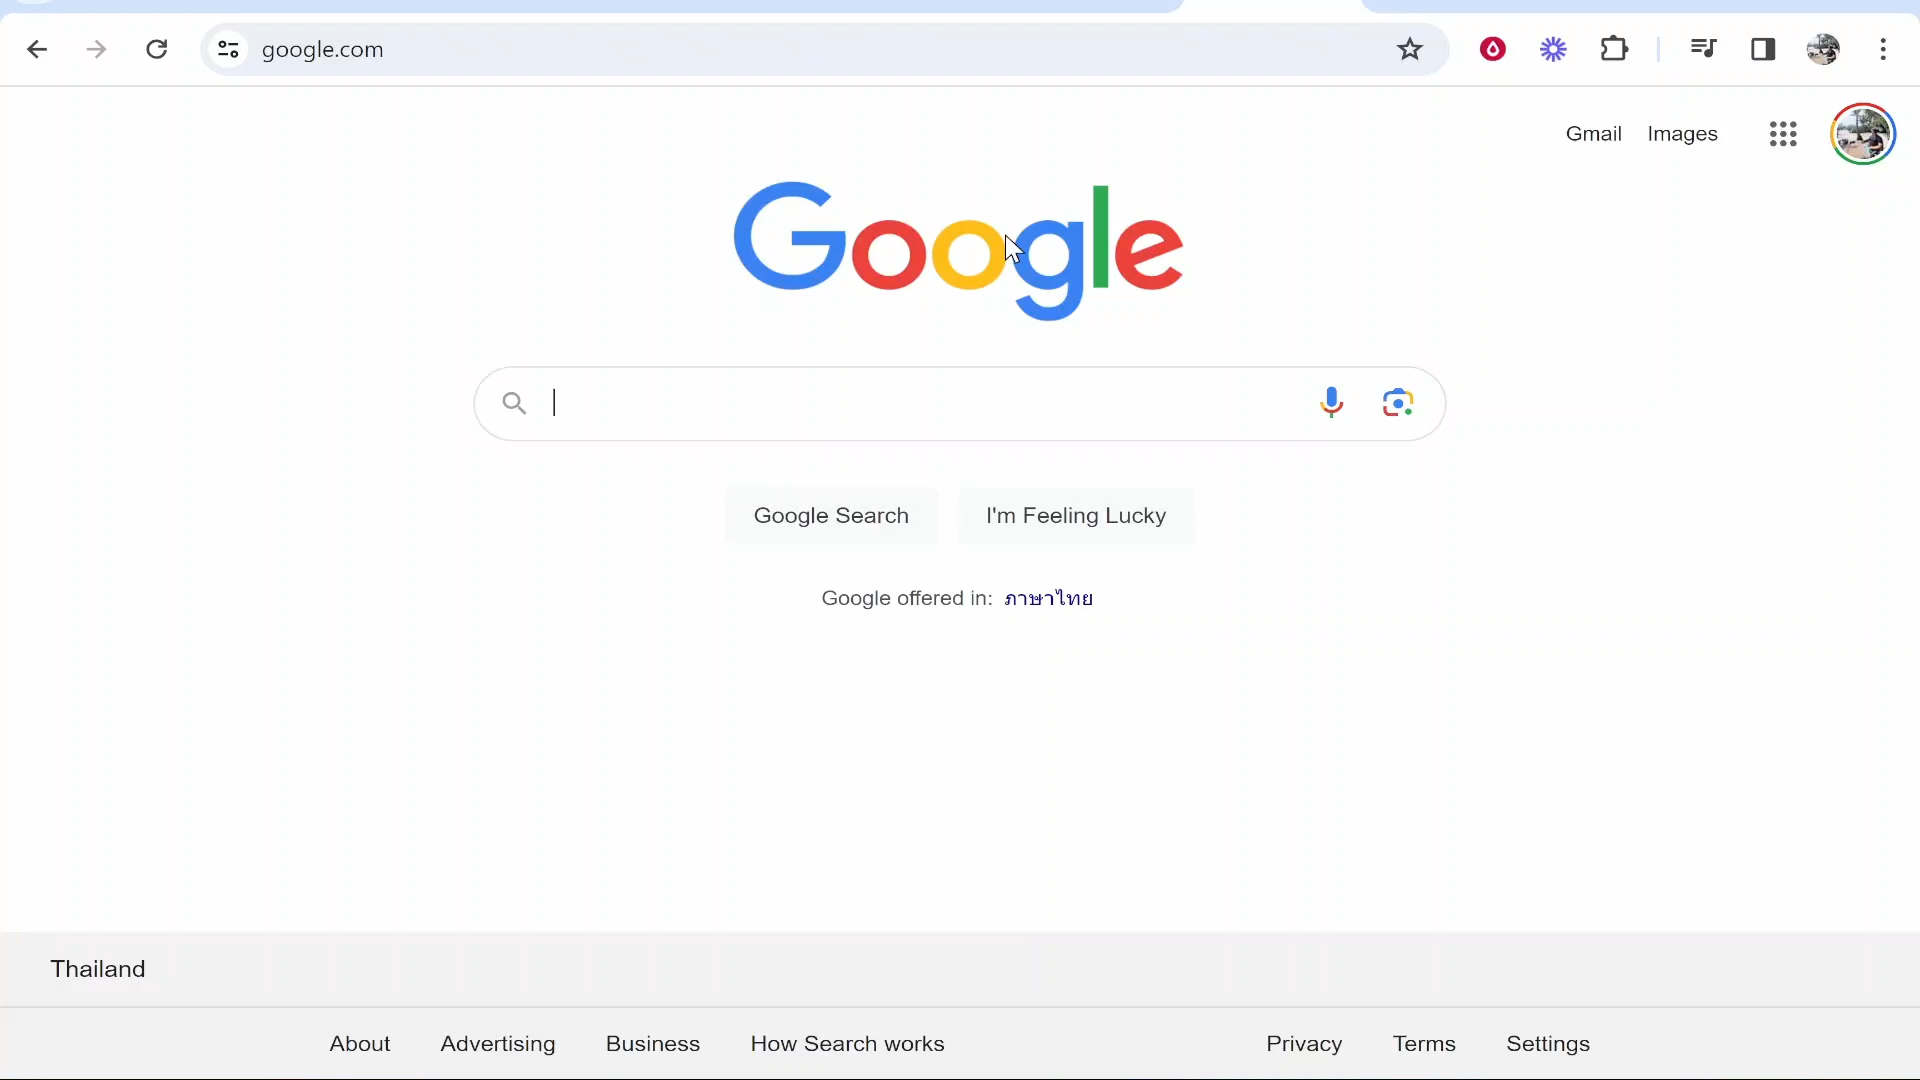 google.com
Gmail Images
Google
Google Search I'm Feeling Lucky
Google offered in: ภาษาไทย
Thailand
About Advertising Business How Search works Privacy Terms Settings